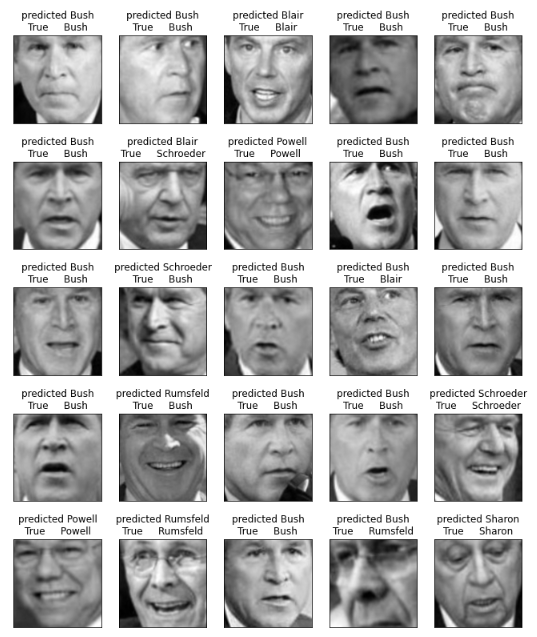 predicted Bush
True Bush
predicted Bush
True Bush
predicted Blair
True Blair
predicted Bush
True Bush
predicted Bush
True Bush
predicted Bush
True Bush
predicted Blair
True Schroeder
predicted Powell
True Powell
predicted Bush
True Bush
predicted Bush
True Bush
predicted Bush
True Bush
predicted Schroeder
True Bush
predicted Bush
True Bush
predicted Bush
True Blair
predicted Bush
True Bush
predicted Bush
True Bush
predicted Rumsfeld
True Bush
predicted Bush
True Bush
predicted Bush
True Bush
predicted Schroeder
True Schroeder
predicted Powell
True Powell
predicted Rumsfeld
True Rumsfeld
predicted Bush
True Bush
predicted Bush
True Rumsfeld
predicted Sharon
True Sharon